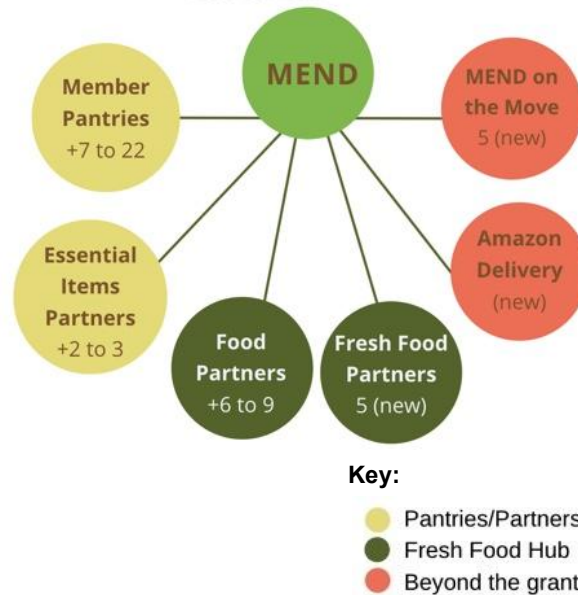 MEND
Member
Pantries
+7 to 22
MEND on
the Move
5 (new)
Essential
Items
Partners
+2 to 3
Amazon
Delivery
(new)
Food
Partners
+6 to 9
Fresh Food
Partners
5 (new)
Key:
Pantries/Partners
Fresh Food Hub
Beyond the grant